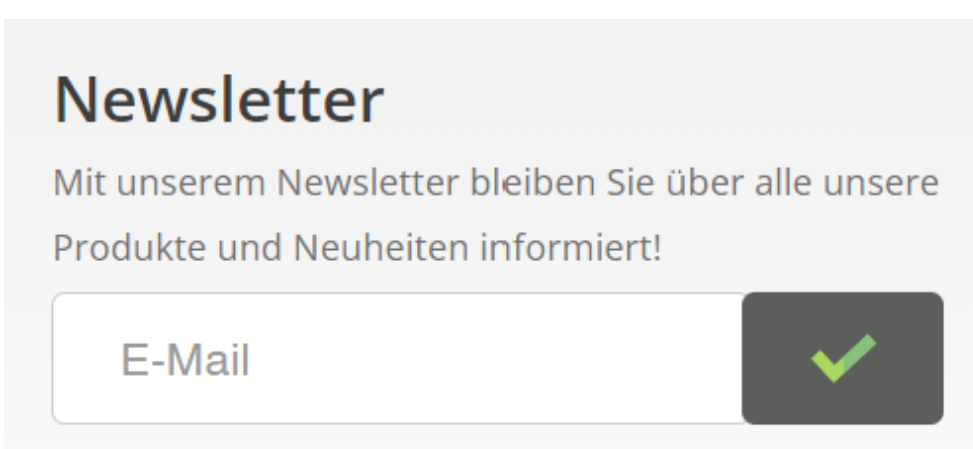 Newsletter
Mit unserem Newsletter bleiben Sie über alle unsere
Produkte und Neuheiten informiert!
E-Mail